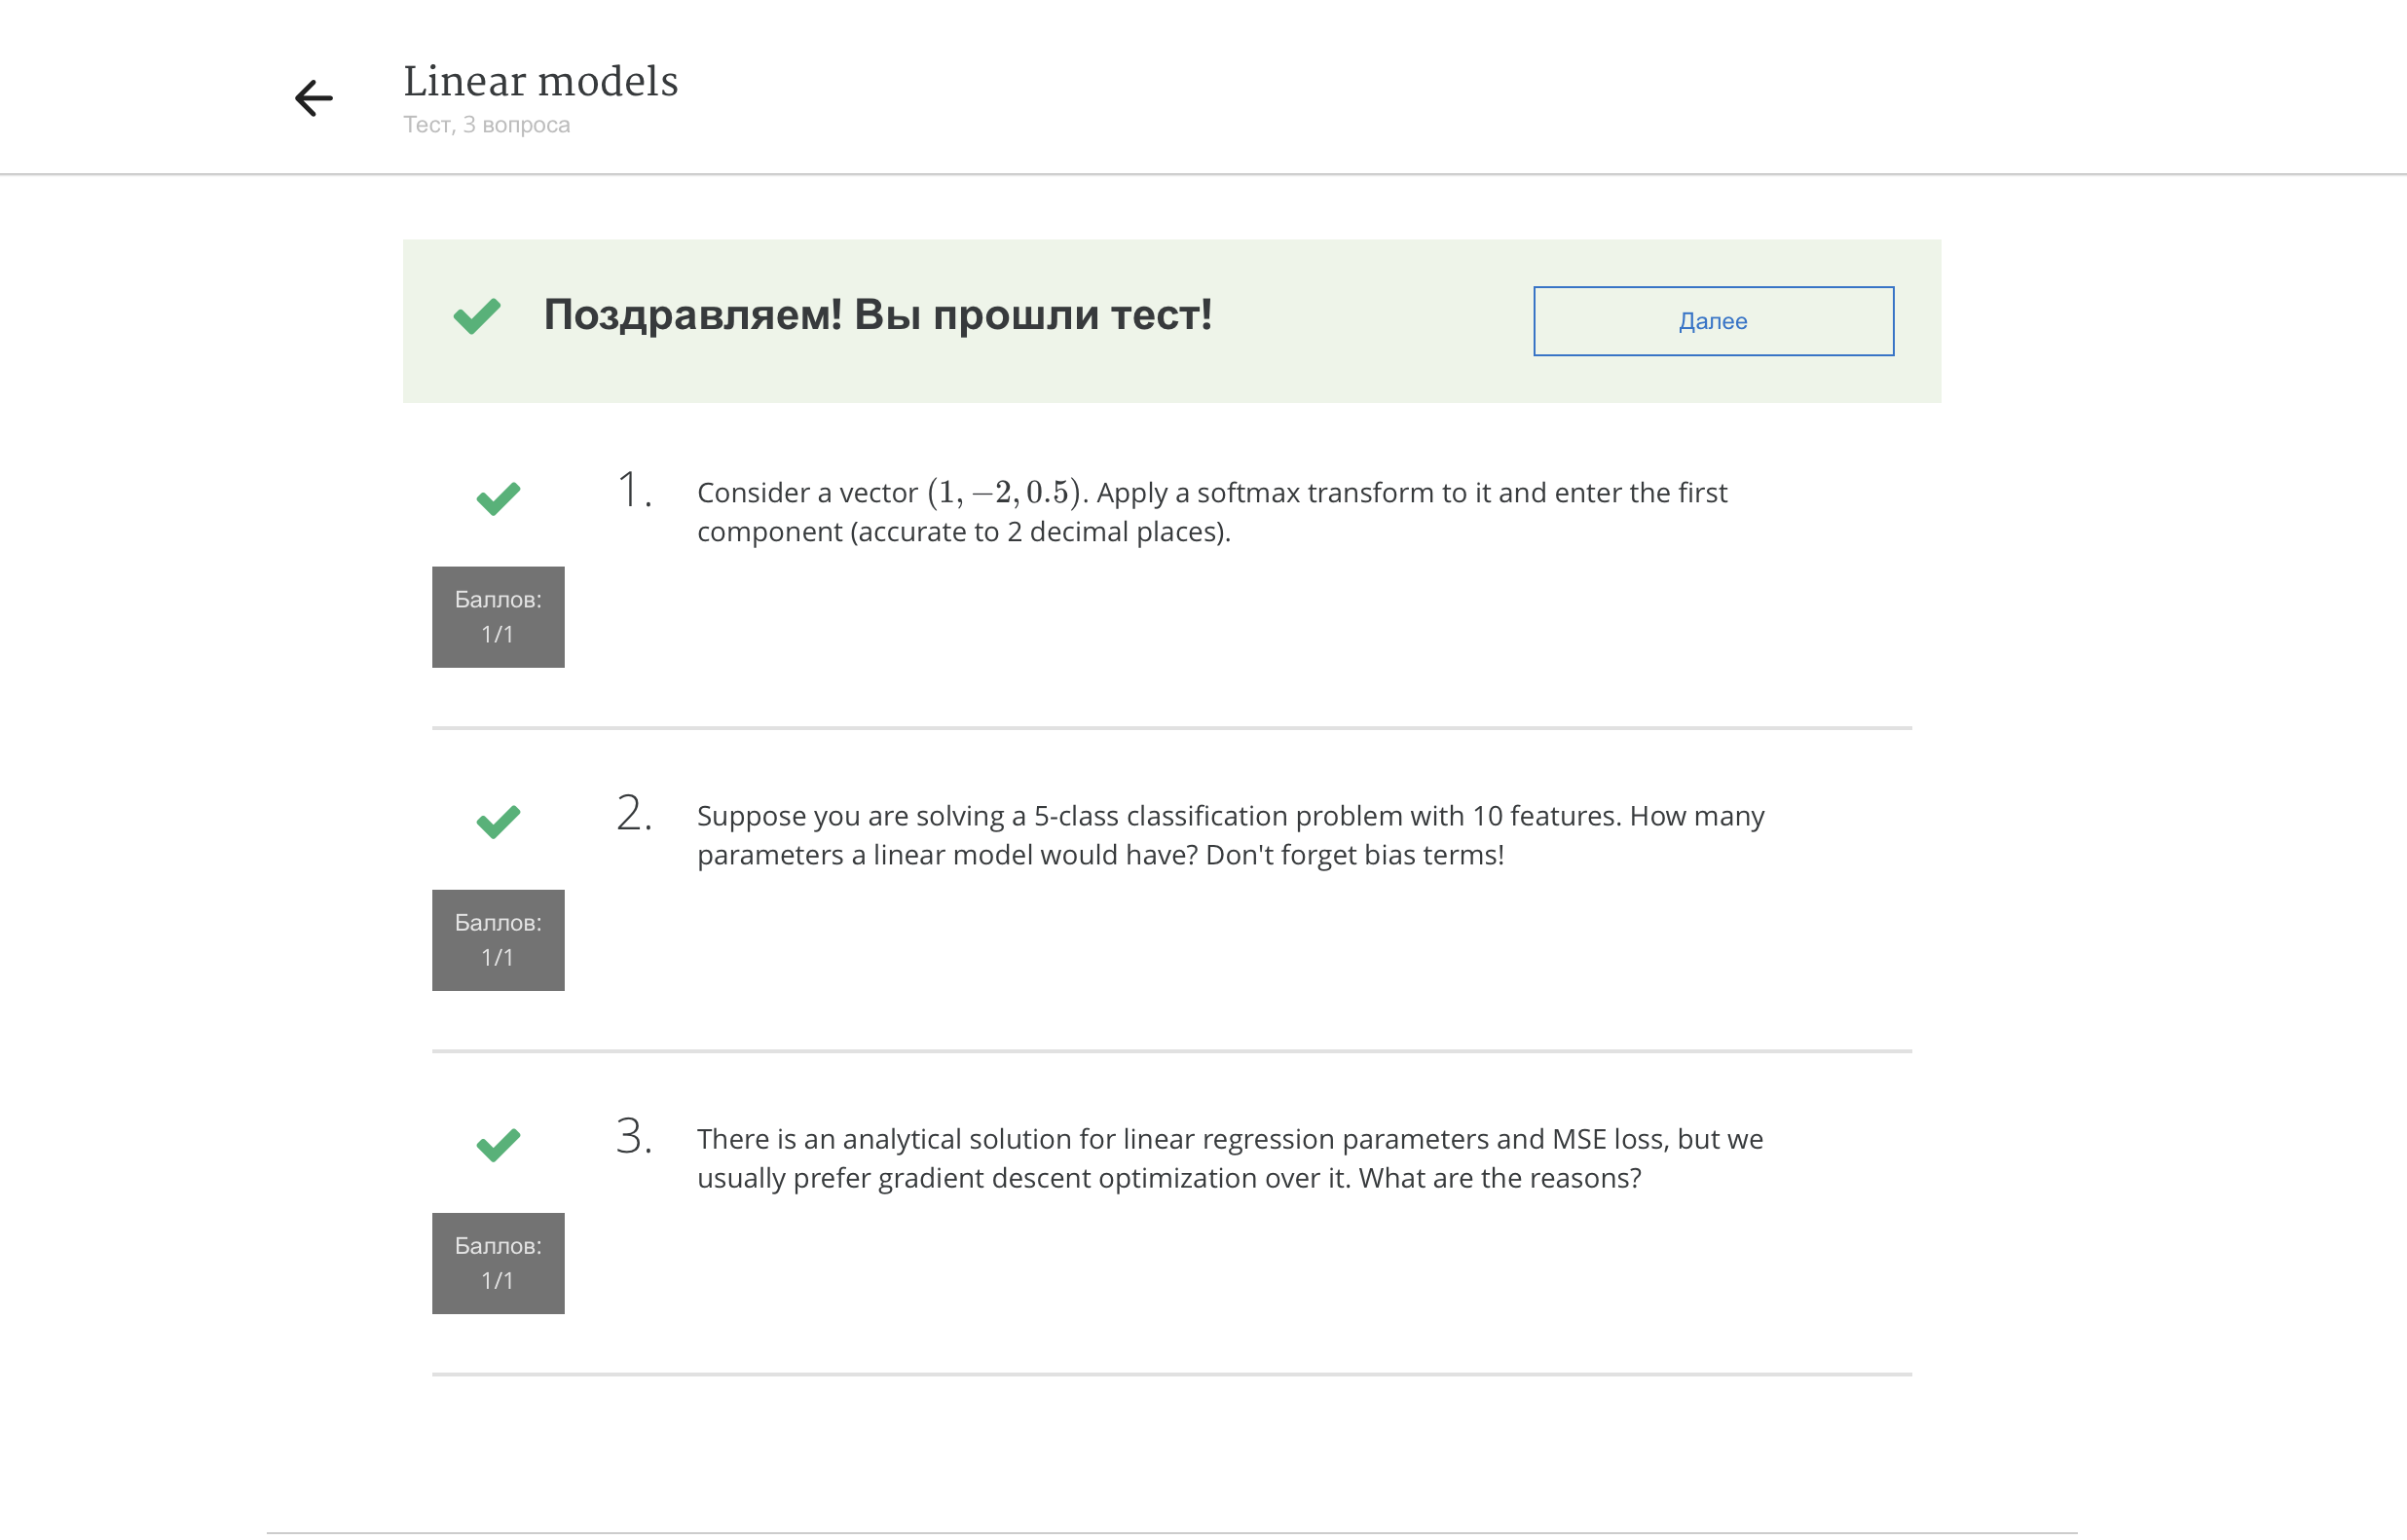 Linear models
Тест, 3 вопроса
Поздравляем! Вы прошли тест!
Далее
1. Consider a vector (1, −2, 0.5). Apply a softmax transform to it and enter the first
component (accurate to 2 decimal places).
Баллов:
1/1
2. Suppose you are solving a 5-class classification problem with 10 features. How many
parameters a linear model would have? Don't forget bias terms!
Баллов:
1/1
3. There is an analytical solution for linear regression parameters and MSE loss, but we
usually prefer gradient descent optimization over it. What are the reasons?
Баллов:
1/1